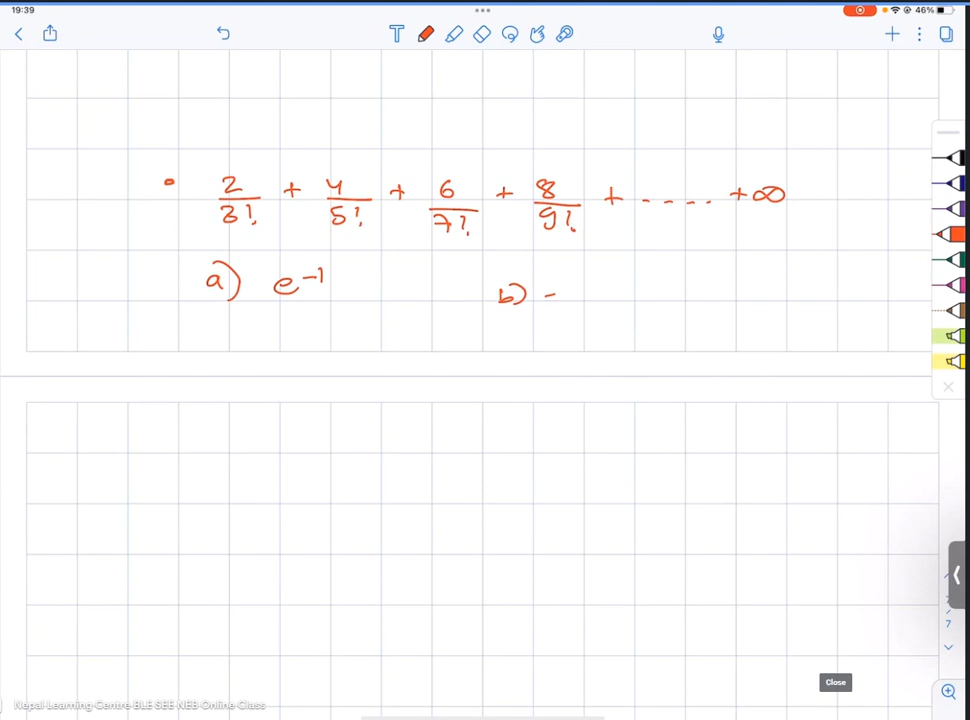 19:39 46%
T
• 2/3! + 4/5! + 6/7! + 8/9! + ..... + ∞
a) e^-1 b) -
7
Close
Nepal Learning Centre BLE SEE NEB Online Class